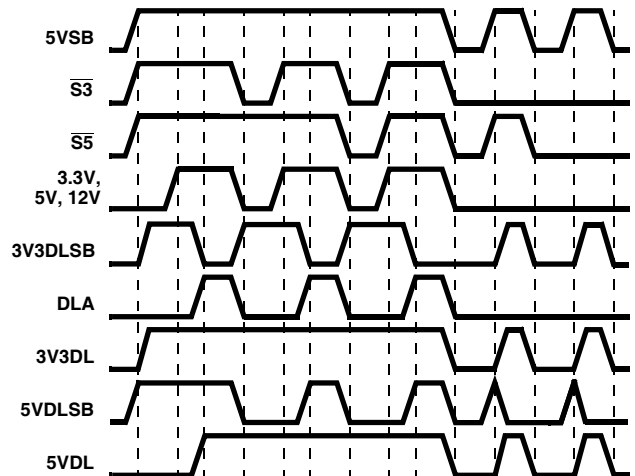 5VSB
S3
S5
3.3V,
5V, 12V
3V3DLSB
DLA
3V3DL
5VDLSB
5VDL